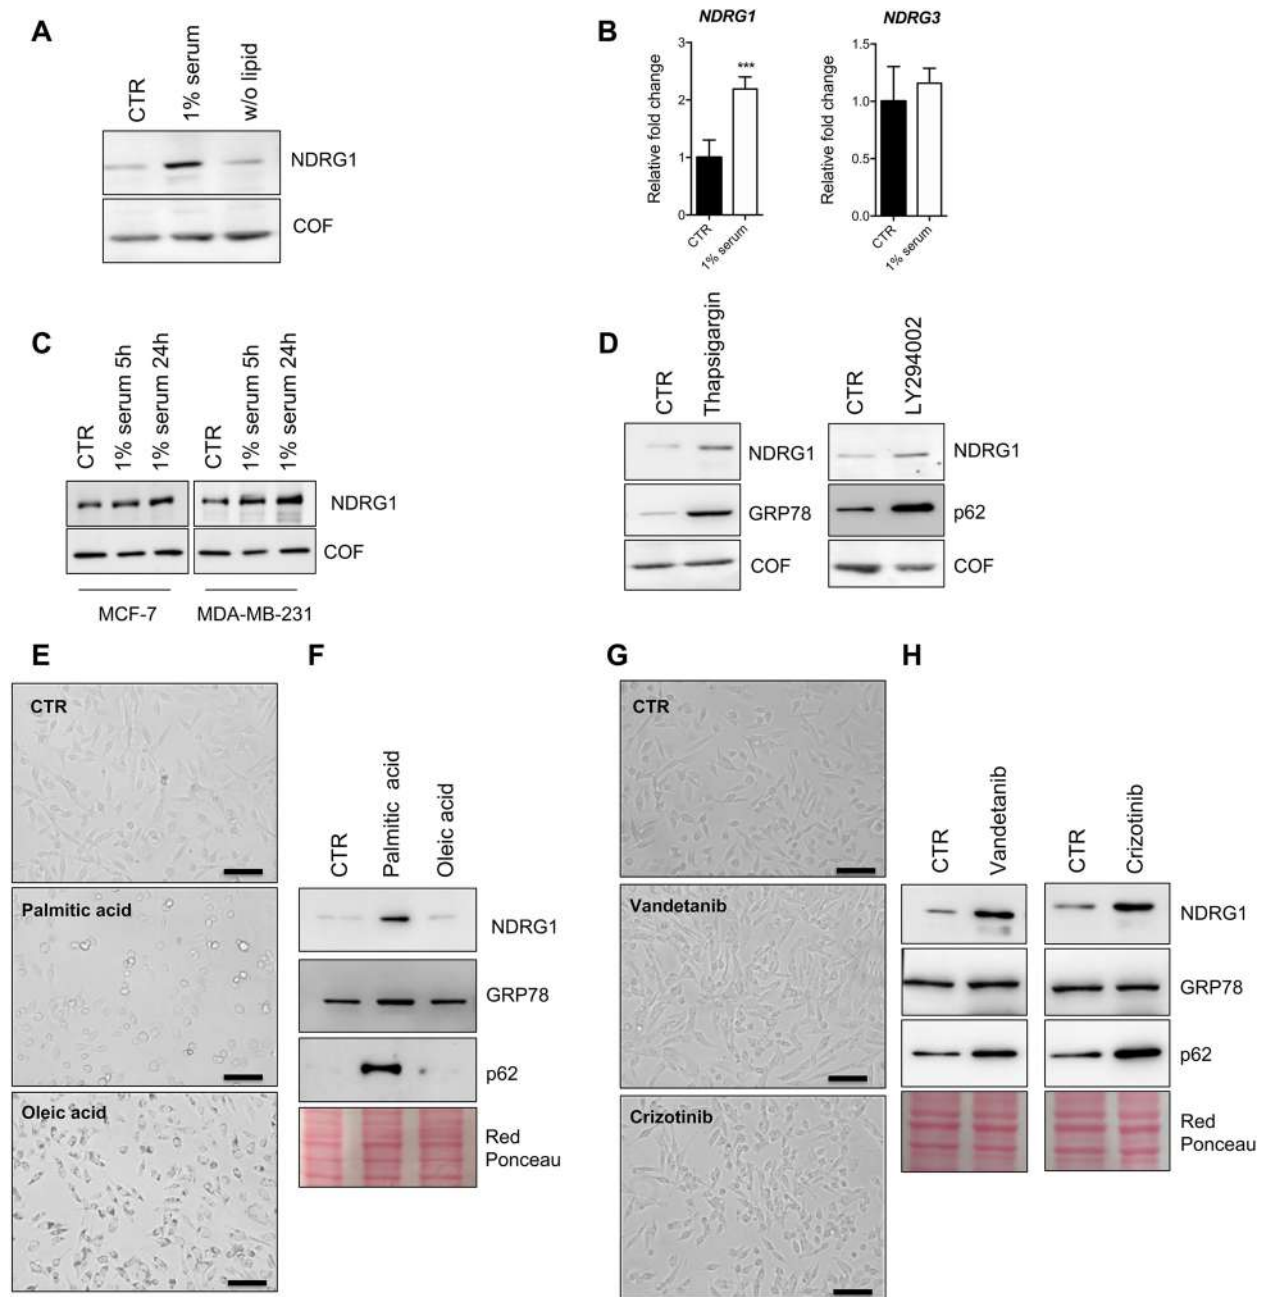 A
CTR
1% serum
w/o lipid
NDRG1
COF
B
NDRG1
Relative fold change
3
2
1
0
***
CTR
1% serum
NDRG3
Relative fold change
1.5
1.0
0.5
0.0
CTR
1% serum
C
CTR
1% serum 5h
1% serum 24h
CTR
1% serum 5h
1% serum 24h
NDRG1
COF
MCF-7
MDA-MB-231
D
CTR
Thapsigargin
NDRG1
GRP78
COF
CTR
LY294002
NDRG1
p62
COF
E
CTR
Palmitic acid
Oleic acid
F
CTR
Palmitic acid
Oleic acid
NDRG1
GRP78
p62
Red
Ponceau
G
CTR
Vandetanib
Crizotinib
H
CTR
Vandetanib
CTR
Crizotinib
NDRG1
GRP78
p62
Red
Ponceau